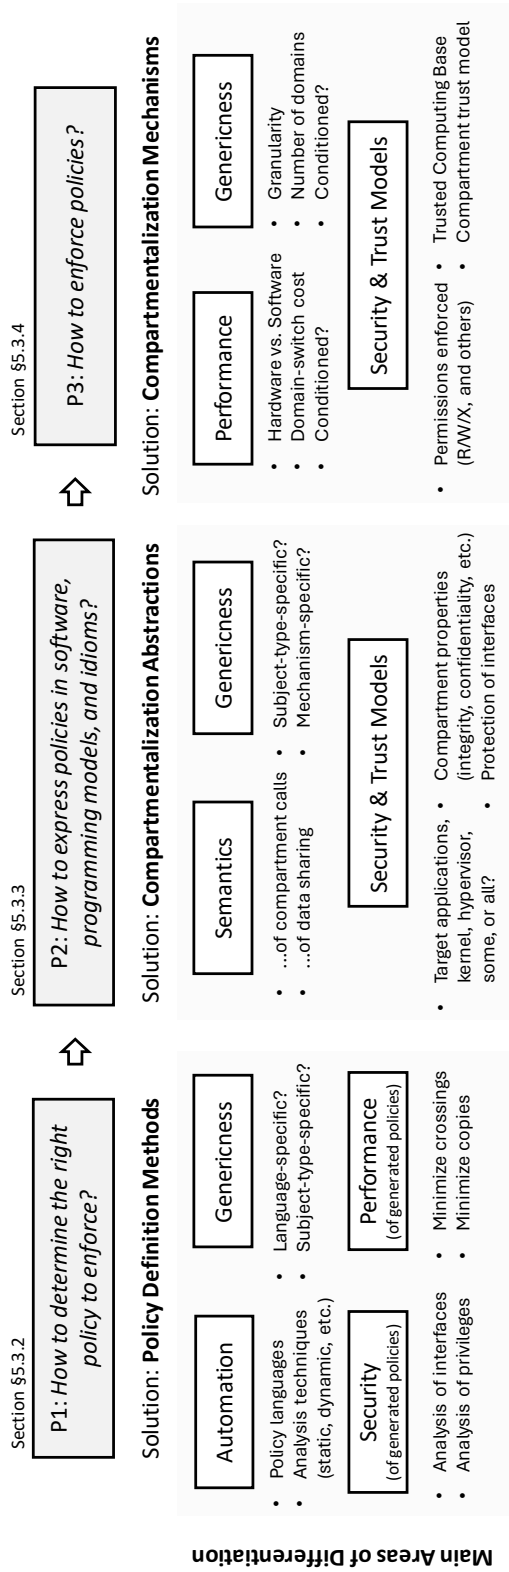 Section §5.3.2
P1: How to determine the right
policy to enforce?
Solution: Policy Definition Methods
Automation
• Policy languages
• Analysis techniques
(static, dynamic, etc.)
Genericness
• Language-specific?
• Subject-type-specific?
Security
(of generated policies)
• Analysis of interfaces
• Analysis of privileges
Performance
(of generated policies)
• Minimize crossings
• Minimize copies
Section §5.3.3
P2: How to express policies in software,
programming models, and idioms?
Solution: Compartmentalization Abstractions
Semantics
• ...of compartment calls
• ...of data sharing
Genericness
• Subject-type-specific?
• Mechanism-specific?
Security & Trust Models
• Target applications,
kernel, hypervisor,
some, or all?
• Compartment properties
(integrity, confidentiality, etc.)
• Protection of interfaces
Section §5.3.4
P3: How to enforce policies?
Solution: Compartmentalization Mechanisms
Performance
• Hardware vs. Software
• Domain-switch cost
• Conditioned?
Genericness
• Granularity
• Number of domains
• Conditioned?
Security & Trust Models
• Permissions enforced
(R/W/X, and others)
• Trusted Computing Base
• Compartment trust model
Main Areas of Differentiation